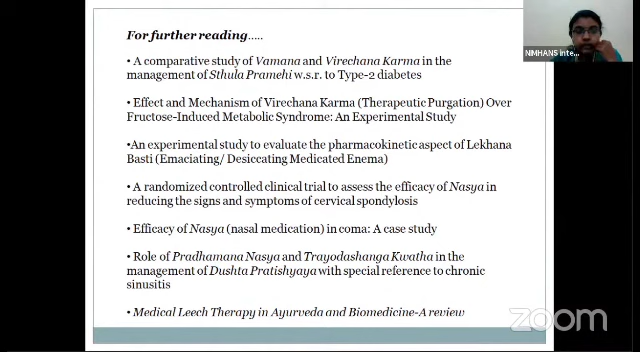 For further reading.....
• A comparative study of Vamana and Virechana Karma in the
management of Sthula Pramehi w.s.r. to Type-2 diabetes
• Effect and Mechanism of Virechana Karma (Therapeutic Purgation) Over
Fructose-Induced Metabolic Syndrome: An Experimental Study
•An experimental study to evaluate the pharmacokinetic aspect of Lekhana
Basti (Emaciating/ Desiccating Medicated Enema)
• A randomized controlled clinical trial to assess the efficacy of Nasya in
reducing the signs and symptoms of cervical spondylosis
• Efficacy of Nasya (nasal medication) in coma: A case study
• Role of Pradhamana Nasya and Trayodashanga Kwatha in the
management of Dushta Pratishyaya with special reference to chronic
sinusitis
• Medical Leech Therapy in Ayurveda and Biomedicine-A review
NIMHANS inte...
zoom